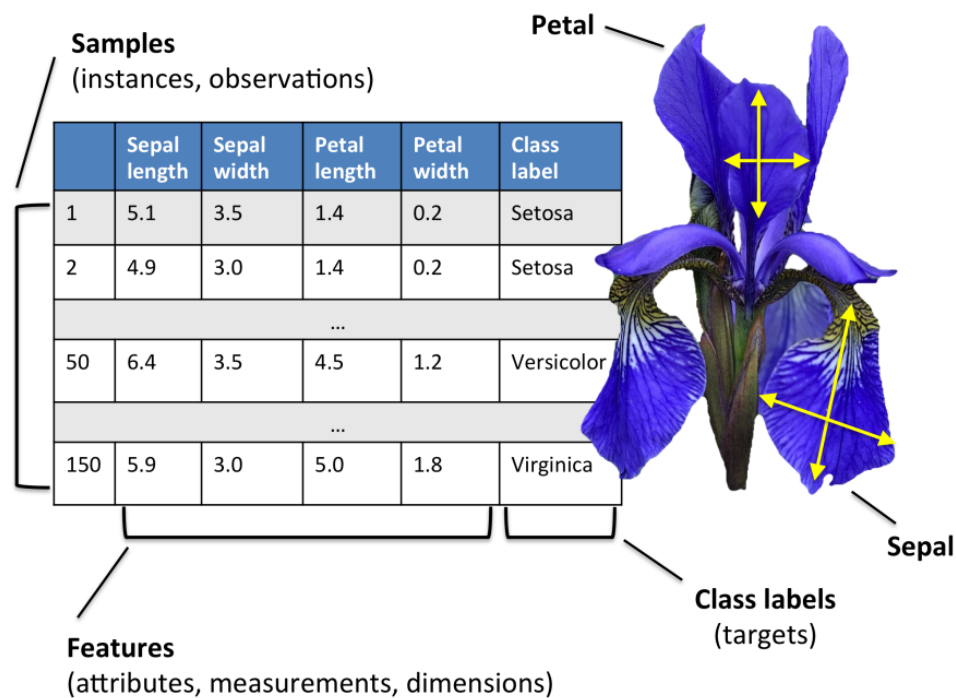 Samples
(instances, observations)
Petal
Sepal length Sepal width Petal length Petal width Class label
1 5.1 3.5 1.4 0.2 Setosa
2 4.9 3.0 1.4 0.2 Setosa
...
50 6.4 3.5 4.5 1.2 Versicolor
...
150 5.9 3.0 5.0 1.8 Virginica
Sepal
Class labels
(targets)
Features
(attributes, measurements, dimensions)